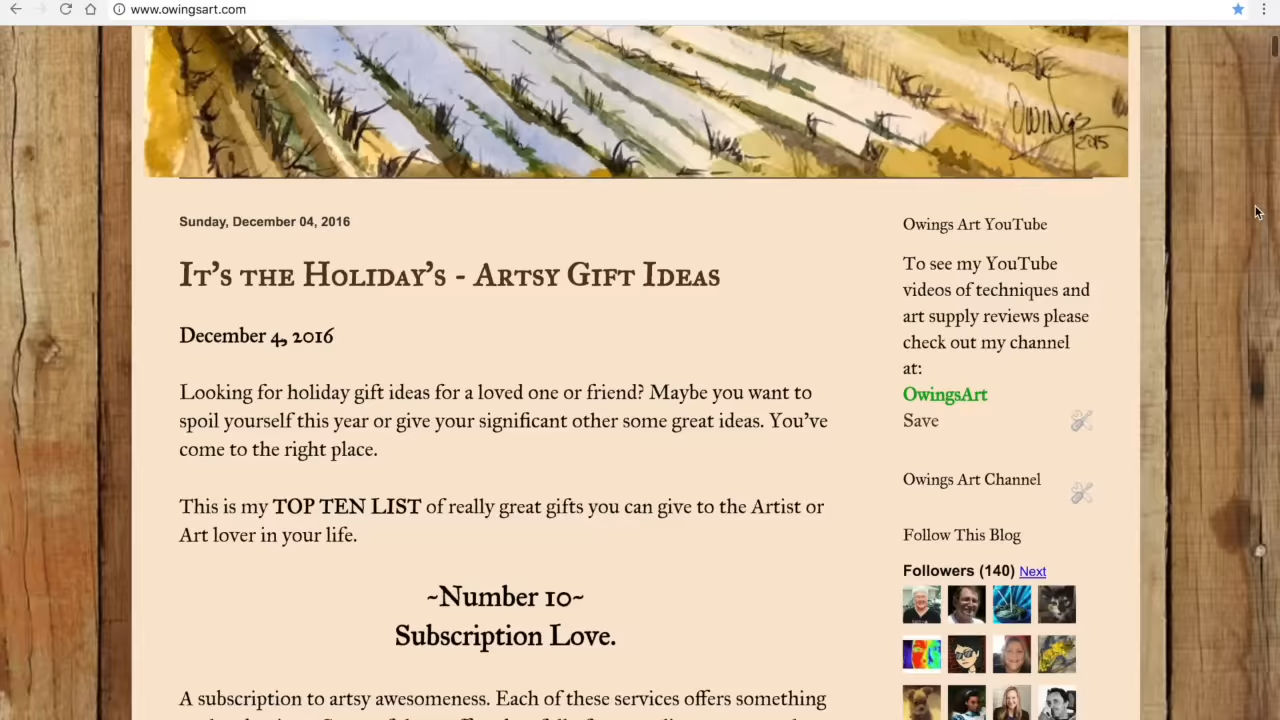 www.owingsart.com
OWINGS
2015
Sunday, December 04, 2016
It's the Holiday's - Artsy Gift Ideas
December 4, 2016
Looking for holiday gift ideas for a loved one or friend? Maybe you want to
spoil yourself this year or give your significant other some great ideas. You've
come to the right place.
This is my TOP TEN LIST of really great gifts you can give to the Artist or
Art lover in your life.
~Number 10~
Subscription Love.
A subscription to artsy awesomeness. Each of these services offers something
Owings Art YouTube
To see my YouTube
videos of techniques and
art supply reviews please
check out my channel
at:
OwingsArt
Save
Owings Art Channel
Follow This Blog
Followers (140) Next